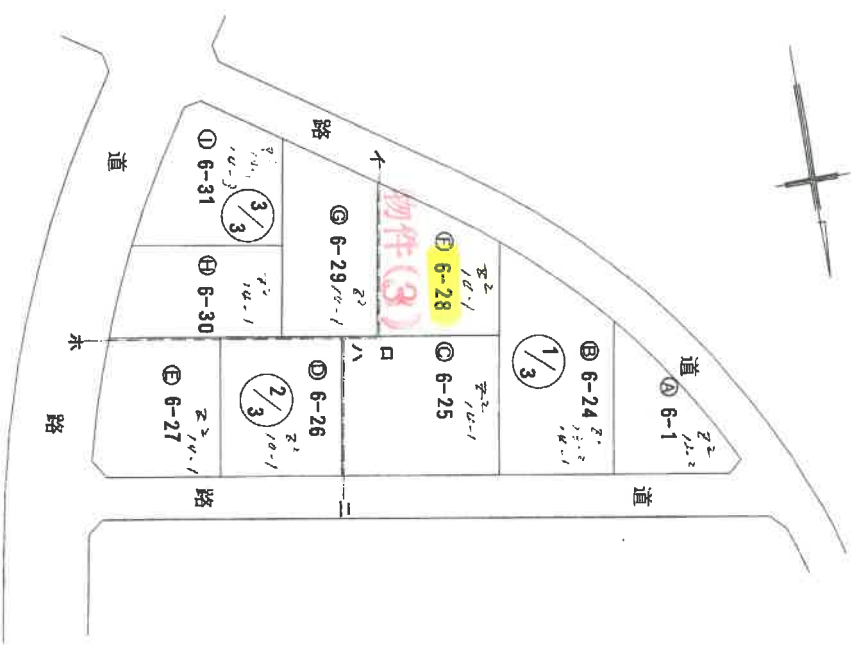 道
路
道
路
道
路
イ
ロ
ハ
ニ
ホ
Ⓐ 6-1
Ⓑ 6-24
1/3
Ⓒ 6-25
Ⓕ 6-28
物件(3)
Ⓖ 6-29
Ⓓ 6-26
2/3
Ⓔ 6-27
Ⓗ 6-30
Ⓘ 6-31
3/3